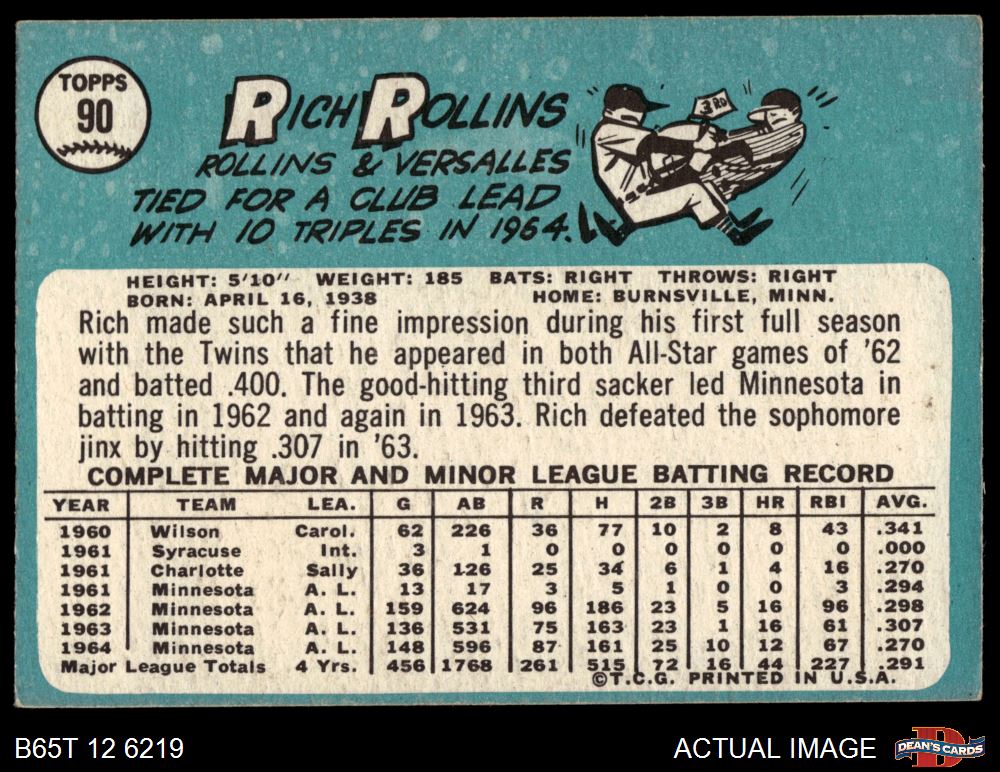 TOPPS
90
RICH ROLLINS
ROLLINS & VERSALLES
TIED FOR A CLUB LEAD
WITH 10 TRIPLES IN 1964.
3RD
HEIGHT: 5'10" WEIGHT: 185 BATS: RIGHT THROWS: RIGHT
BORN: APRIL 16, 1938 HOME: BURNSVILLE, MINN.
Rich made such a fine impression during his first full season
with the Twins that he appeared in both All-Star games of '62
and batted .400. The good-hitting third sacker led Minnesota in
batting in 1962 and again in 1963. Rich defeated the sophomore
jinx by hitting .307 in '63.
COMPLETE MAJOR AND MINOR LEAGUE BATTING RECORD
YEAR TEAM LEA. G AB R H 2B 3B HR RBI AVG.
1960 Wilson Carol. 62 226 36 77 10 2 8 43 .341
1961 Syracuse Int. 3 1 0 0 0 0 0 0 .000
1961 Charlotte Sally 36 126 25 34 6 1 4 16 .270
1961 Minnesota A. L. 13 17 3 5 1 0 0 3 .294
1962 Minnesota A. L. 159 624 96 186 23 5 16 96 .298
1963 Minnesota A. L. 136 531 75 163 23 1 16 61 .307
1964 Minnesota A. L. 148 596 87 161 25 10 12 67 .270
Major League Totals 4 Yrs. 456 1768 261 515 72 16 44 227 .291
©T.C.G. PRINTED IN U.S.A.
B65T 12 6219
ACTUAL IMAGE
DEAN'S CARDS